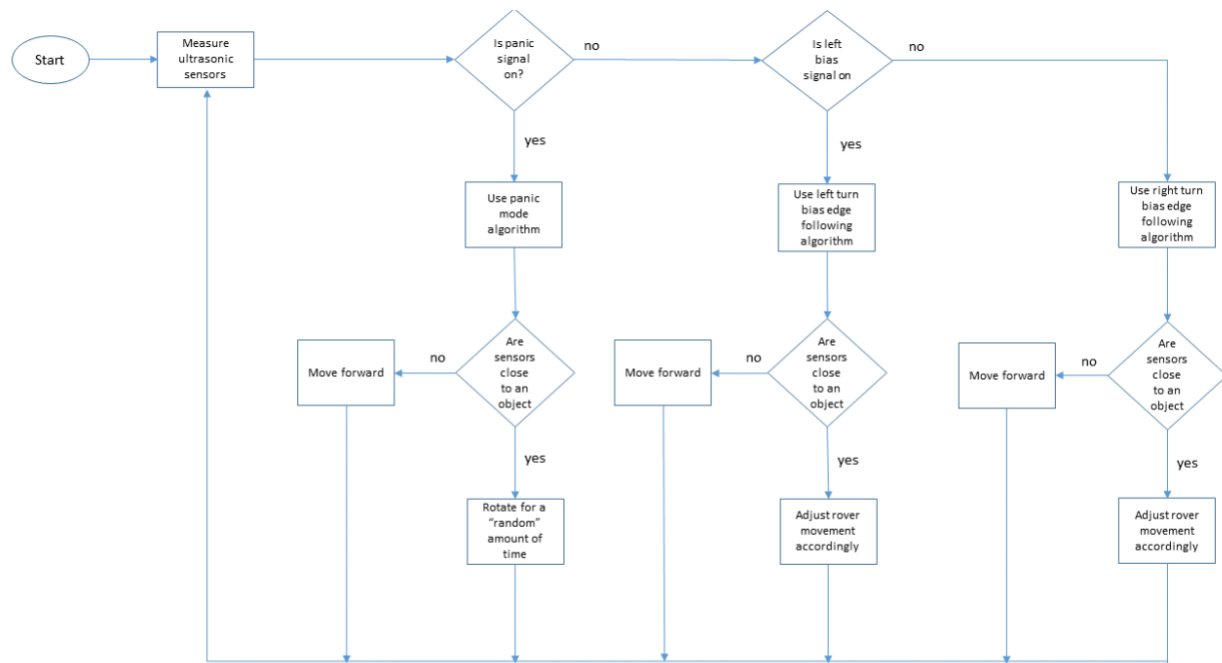 Start
Measure
ultrasonic
sensors
Is panic
signal
on?
no
Is left
bias
signal on
no
yes
yes
Use panic
mode
algorithm
Use left turn
bias edge
following
algorithm
Use right turn
bias edge
following
algorithm
Move forward
no
Are
sensors
close
to an
object
Move forward
no
Are
sensors
close
to an
object
Move forward
no
Are
sensors
close
to an
object
yes
yes
yes
Rotate for a
“random”
amount of
time
Adjust rover
movement
accordingly
Adjust rover
movement
accordingly